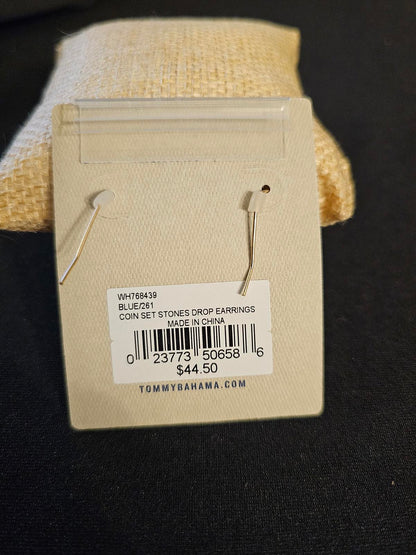 WH768439
BLUE/261
COIN SET STONES DROP EARRINGS
MADE IN CHINA
0 23773 50658 6
$44.50
TOMMYBAHAMA.COM